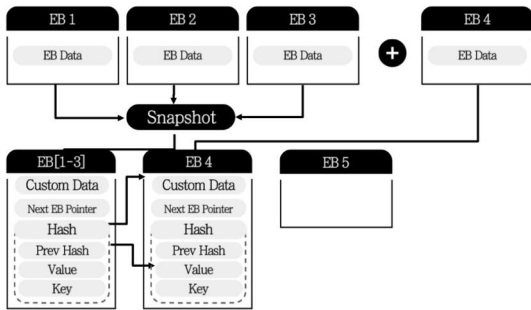 EB 1
EB 2
EB 3
EB 4
EB Data
EB Data
EB Data
+
EB Data
Snapshot
EB[1-3]
EB 4
EB 5
Custom Data
Next EB Pointer
Hash
Prev Hash
Value
Key
Custom Data
Next EB Pointer
Hash
Prev Hash
Value
Key